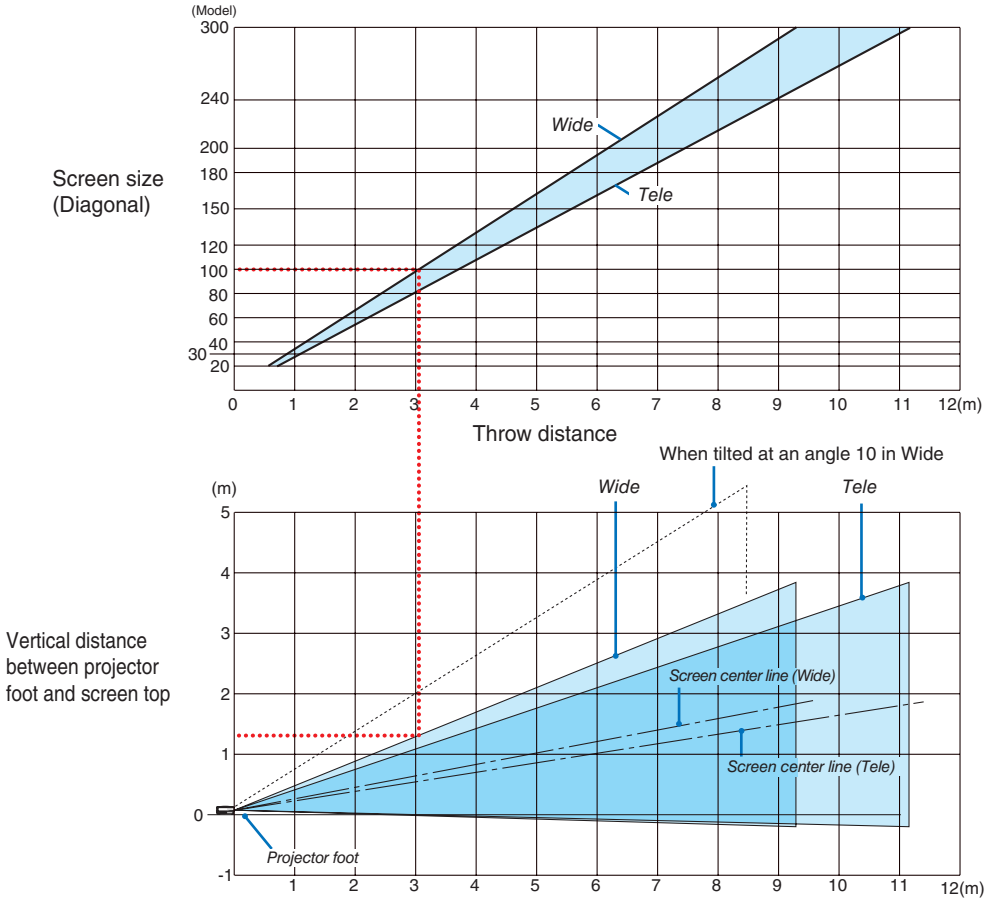 (Model)
300
240
200
180
150
120
100
80
60
40
30
20
Wide
Tele
Screen size
(Diagonal)
0 1 2 3 4 5 6 7 8 9 10 11 12(m)
Throw distance
When tilted at an angle 10 in Wide
(m)
Wide
Tele
5
4
3
2
1
0
-1
Vertical distance
between projector
foot and screen top
Screen center line (Wide)
Screen center line (Tele)
Projector foot
1 2 3 4 5 6 7 8 9 10 11 12(m)